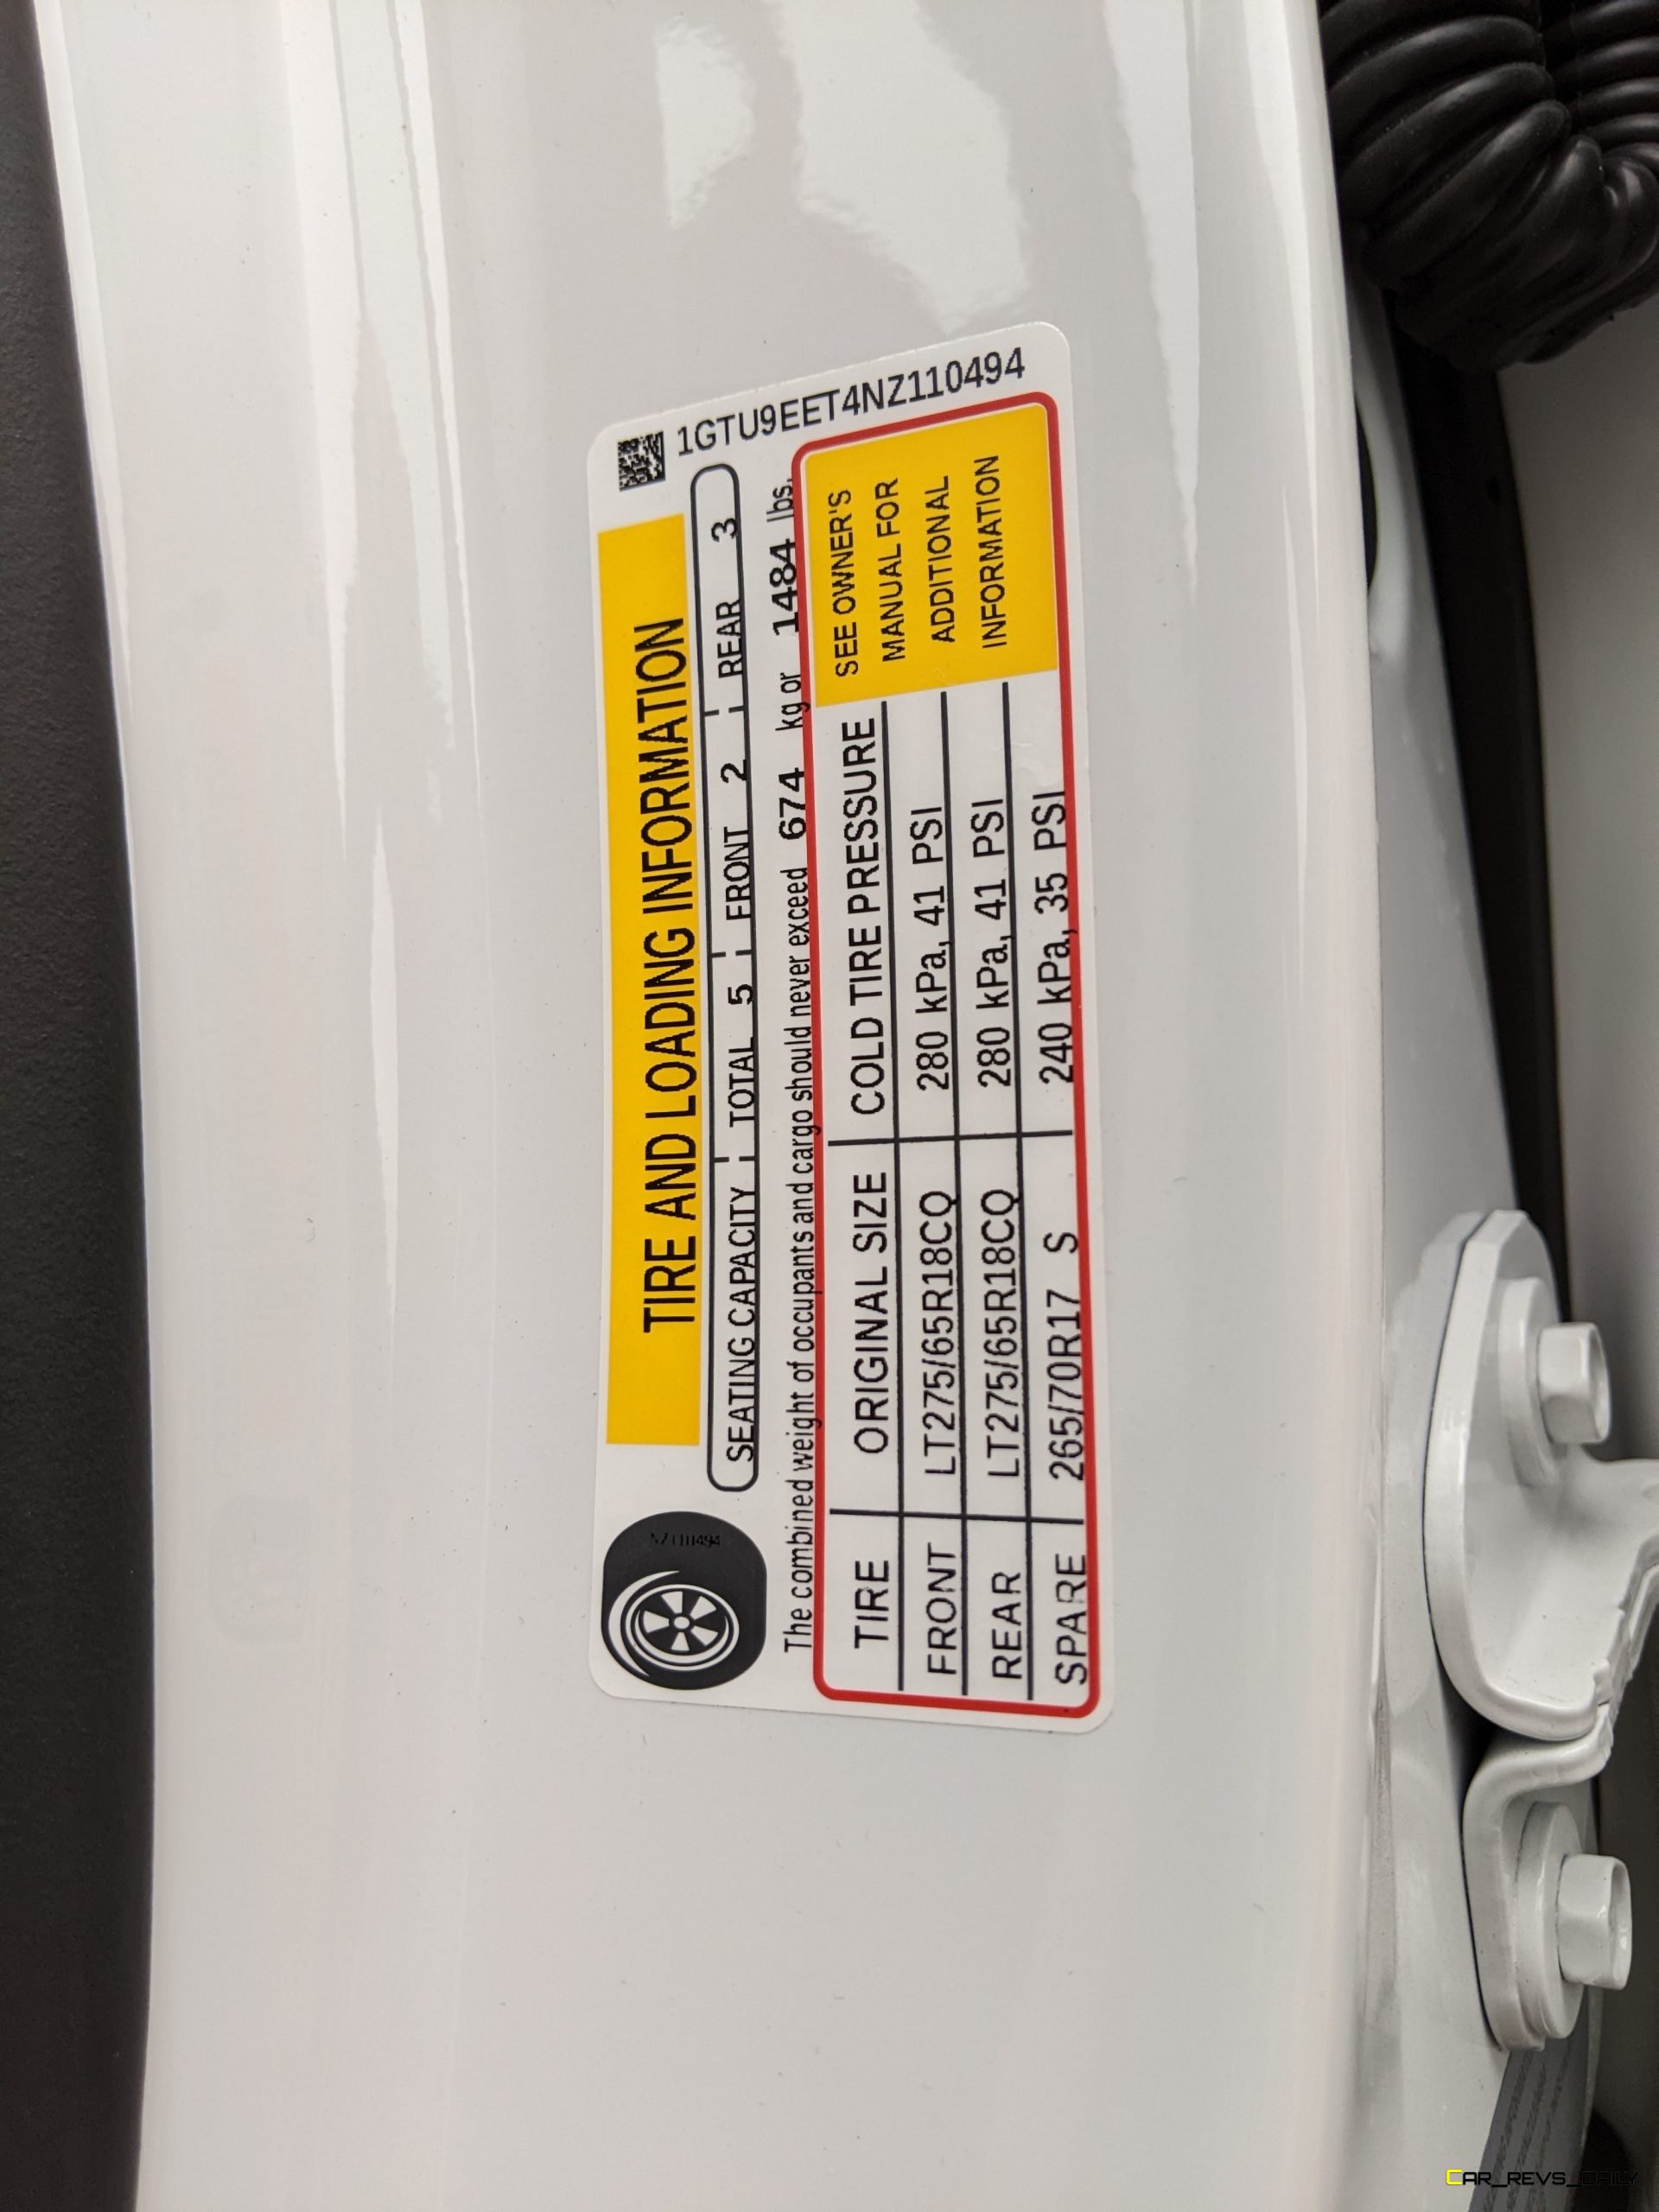 TIRE AND LOADING INFORMATION
SEATING CAPACITY TOTAL 5 FRONT 2 REAR 3
The combined weight of occupants and cargo should never exceed 674 kg or 1484 lbs.
1GTU9EET4NZ110494
TIRE ORIGINAL SIZE COLD TIRE PRESSURE
FRONT LT275/65R18CQ 280 kPa, 41 PSI
REAR LT275/65R18CQ 280 kPa, 41 PSI
SPARE 265/70R17 S 240 kPa, 35 PSI
SEE OWNER'S
MANUAL FOR
ADDITIONAL
INFORMATION
CAR_REVS_DAILY